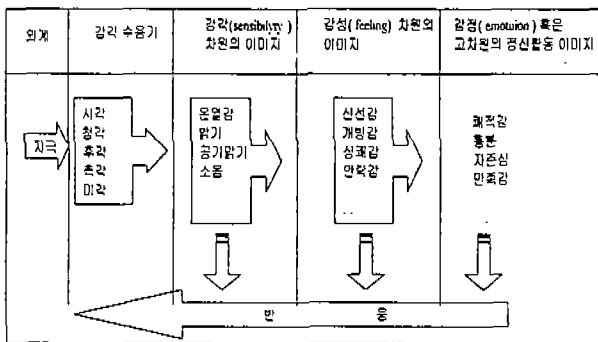 외계
감각 수용기
감각(sensibilyty)
차원의 이미지
감성(feeling) 차원의
이미지
감정(emotuion) 혹은
고차원의 정신활동 이미지
자극
시각
청각
후각
촉각
미각
온열감
밝기
공기맑기
소음
신선감
개방감
상쾌감
만족감
..
쾌적감
흥분
자존심
만족감
반 응